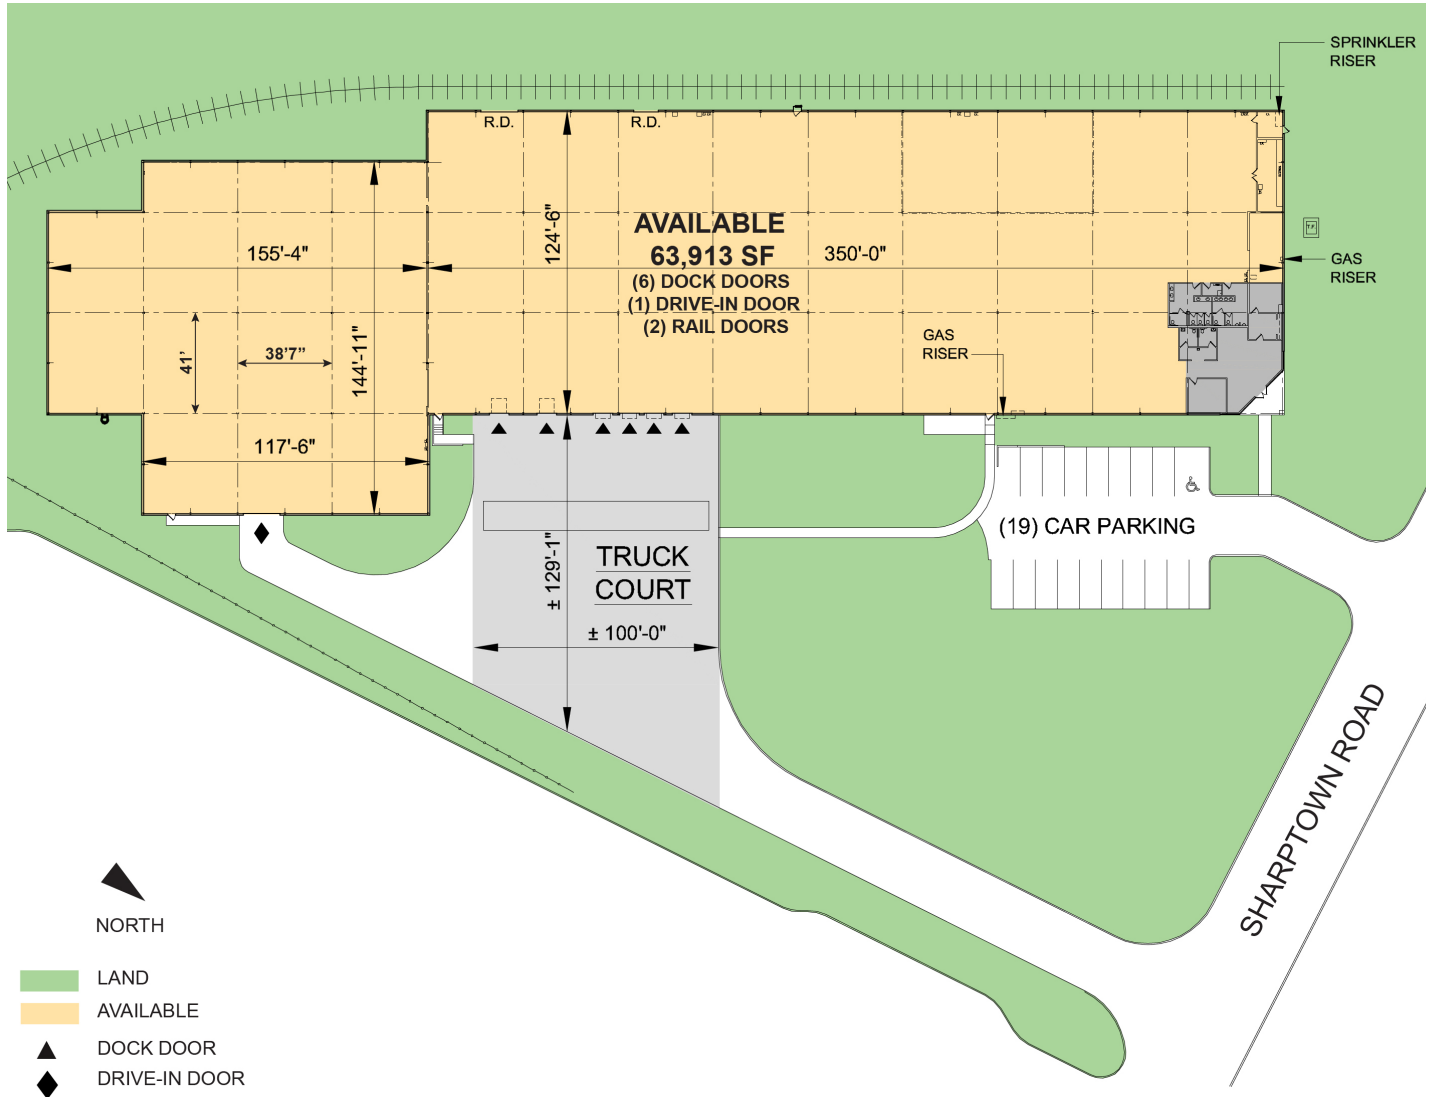 SPRINKLER
RISER
R.D.
R.D.
AVAILABLE
63,913 SF
(6) DOCK DOORS
(1) DRIVE-IN DOOR
(2) RAIL DOORS
124'-6"
155'-4"
350'-0"
T.F.
GAS
RISER
GAS
RISER
41'
38'7”
144'-11"
117'-6"
(19) CAR PARKING
TRUCK
COURT
± 129'-1"
± 100'-0"
SHARPTOWN ROAD
NORTH
LAND
AVAILABLE
DOCK DOOR
DRIVE-IN DOOR